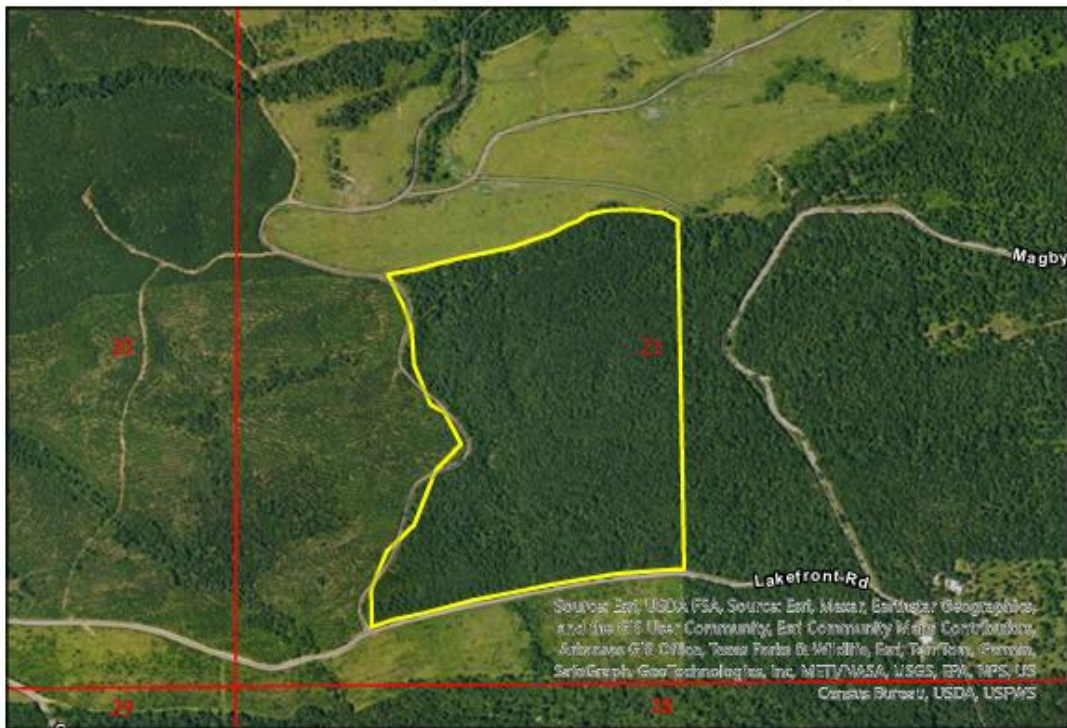 Magby
20
21
Lakefront Rd
Source: Esri, USDA FSA, Source: Esri, Maxar, Earthstar Geographics,
and the GIS User Community, Esri Community Maps Contributors,
Arkansas GIS Office, Texas Parks & Wildlife, Esri, TomTom, Garmin,
SafeGraph, GeoTechnologies, Inc, METI/NASA, USGS, EPA, NPS, US
Census Bureau, USDA, USFWS
29
28